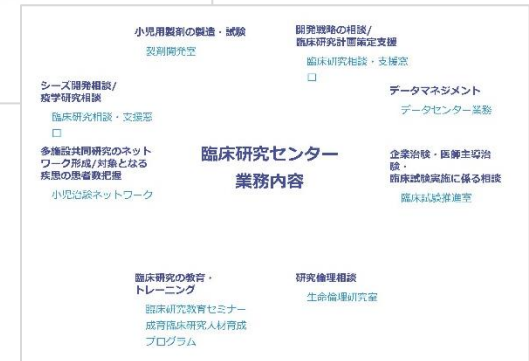 小児用製剤の製造・試験
製剤開発室
開発戦略の相談/
臨床研究計画策定支援
臨床研究相談・支援窓
口
シーズ開発相談/
疫学研究相談
臨床研究相談・支援窓
口
データマネジメント
データセンター業務
多施設共同研究のネット
ワーク形成/対象となる
疾患の患者数把握
小児治験ネットワーク
臨床研究センター
業務内容
企業治験・医師主導治
験・
臨床試験実施に係る相談
臨床試験推進室
臨床研究の教育・
トレーニング
臨床研究教育セミナー
成育臨床研究人材育成
プログラム
研究倫理相談
生命倫理研究室